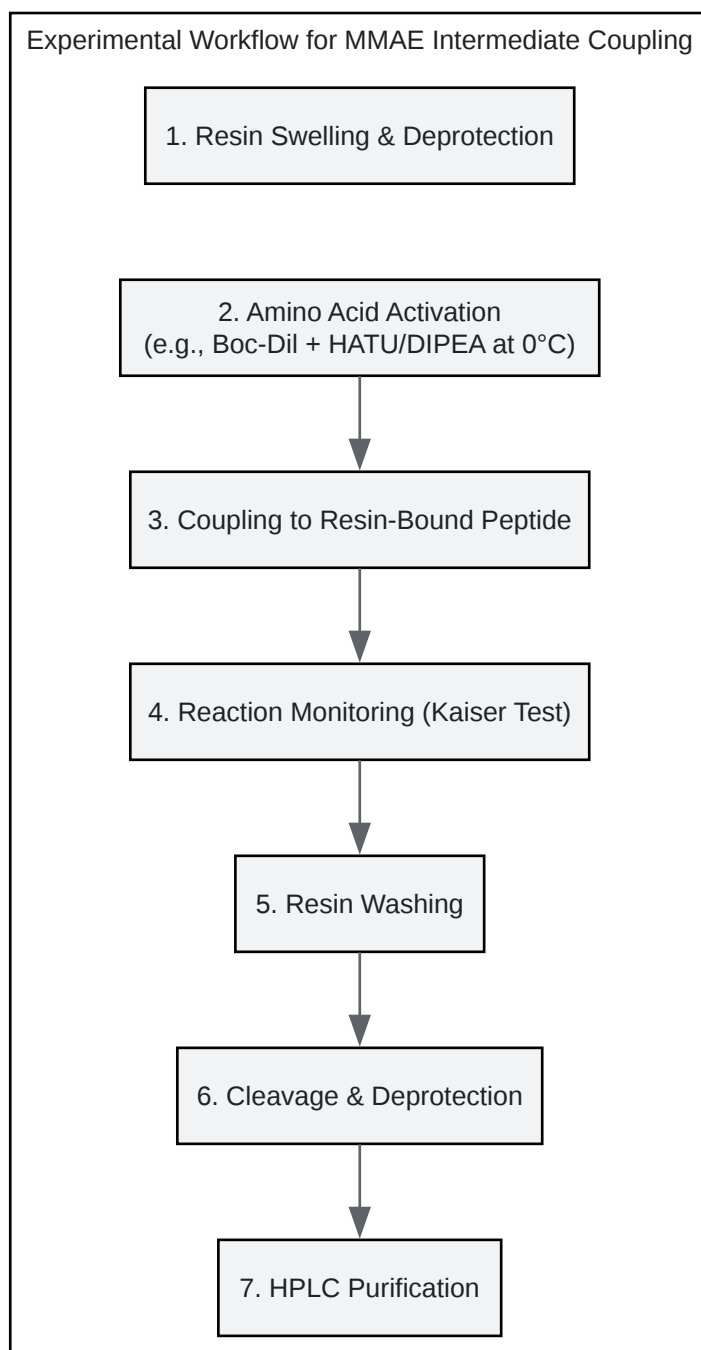 Experimental Workflow for MMAE Intermediate Coupling
1. Resin Swelling & Deprotection
2. Amino Acid Activation
(e.g., Boc-Dil + HATU/DIPEA at 0°C)
3. Coupling to Resin-Bound Peptide
4. Reaction Monitoring (Kaiser Test)
5. Resin Washing
6. Cleavage & Deprotection
7. HPLC Purification